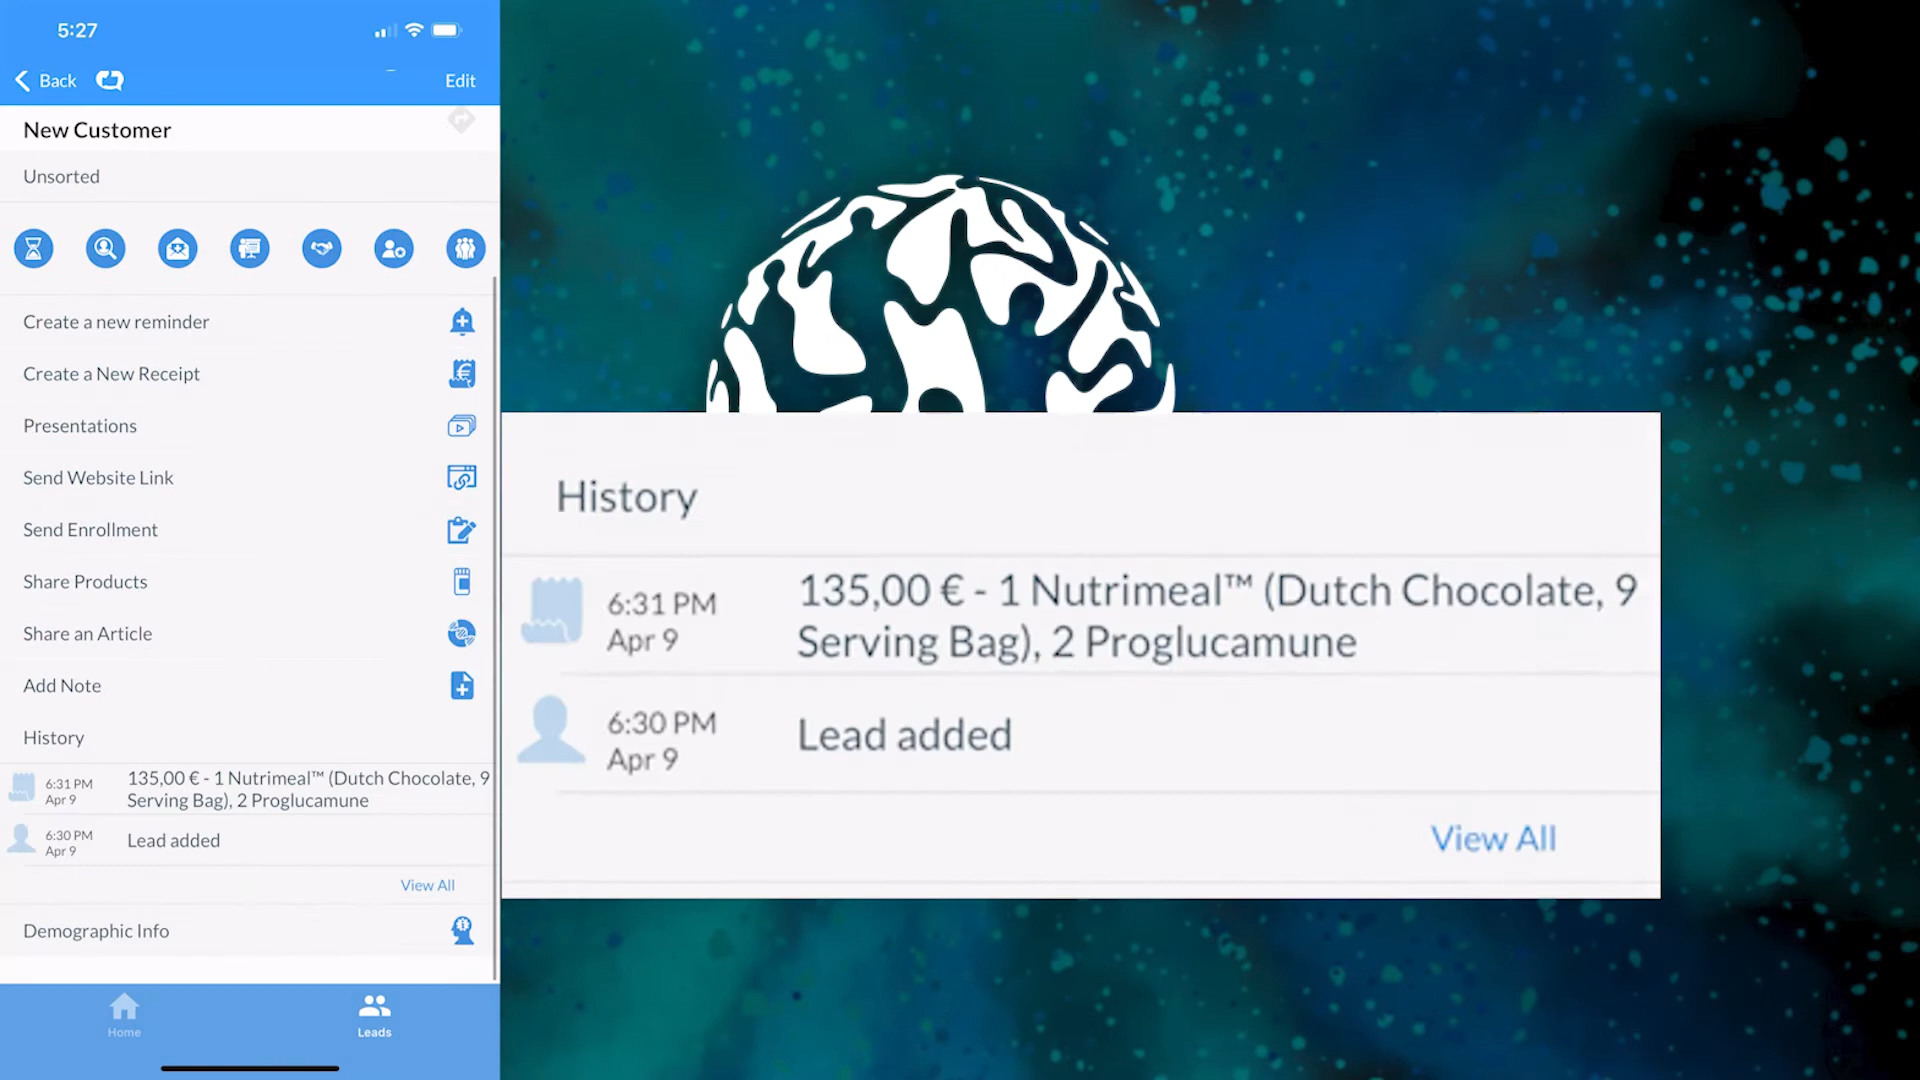 5:27
Back
Edit
New Customer
Unsorted
Create a new reminder
Create a New Receipt
Presentations
Send Website Link
Send Enrollment
Share Products
Share an Article
Add Note
History
6:31 PM
Apr 9
135,00 € - 1 Nutrimeal™ (Dutch Chocolate, 9
Serving Bag), 2 Proglucamune
6:30 PM
Apr 9
Lead added
View All
Demographic Info
Home
Leads
History
6:31 PM
Apr 9
135,00 € - 1 Nutrimeal™ (Dutch Chocolate, 9
Serving Bag), 2 Proglucamune
6:30 PM
Apr 9
Lead added
View All